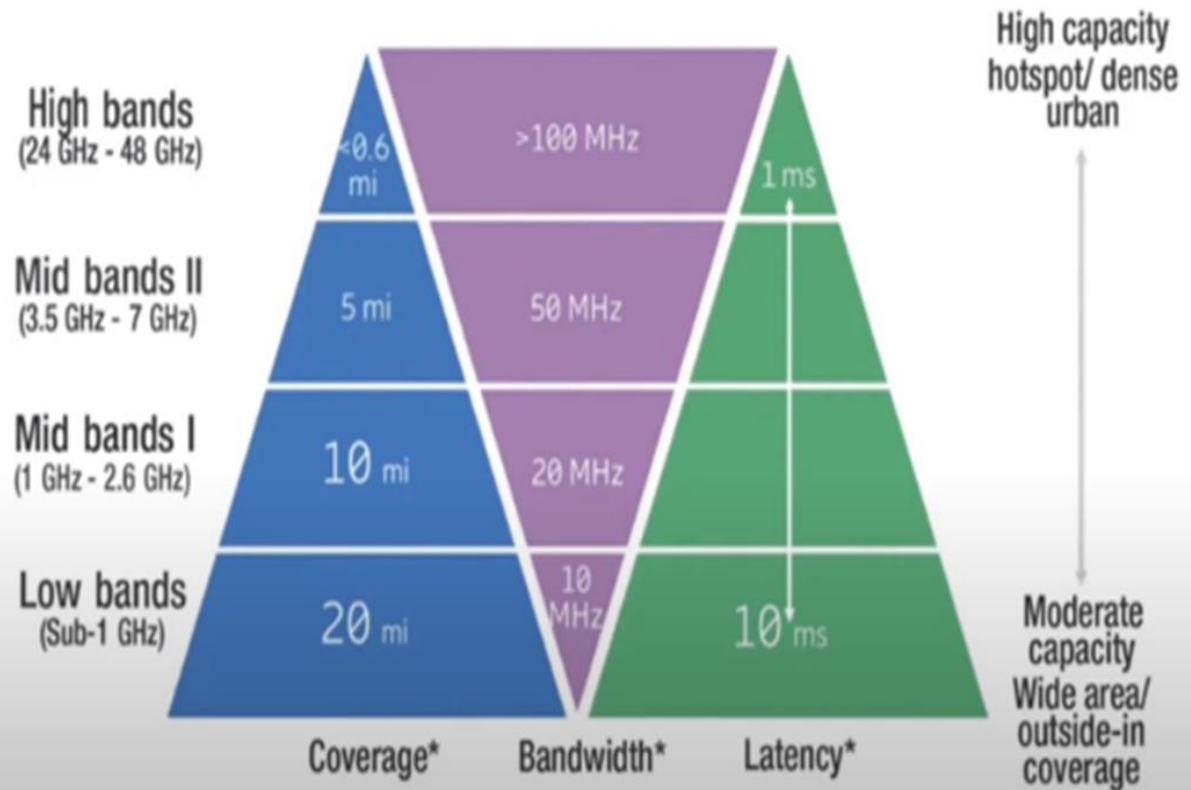 High bands
(24 GHz - 48 GHz)
<0.6
mi
>100 MHz
1 ms
High capacity
hotspot/ dense
urban
Mid bands II
(3.5 GHz - 7 GHz)
5 mi
50 MHz
Mid bands I
(1 GHz - 2.6 GHz)
10 mi
20 MHz
Low bands
(Sub-1 GHz)
20 mi
10
MHz
10 ms
Moderate
capacity
Wide area/
outside-in
coverage
Coverage*
Bandwidth*
Latency*